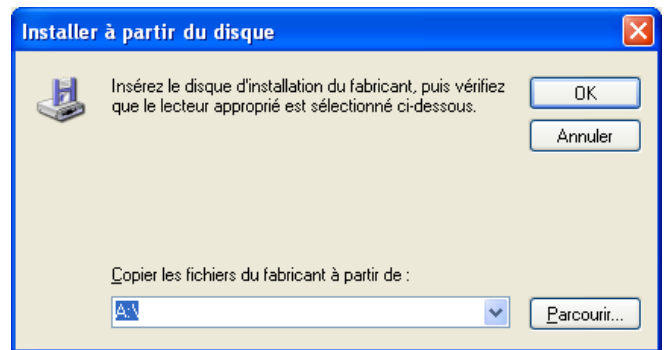 Installer à partir du disque
Insérez le disque d'installation du fabricant, puis vérifiez
que le lecteur approprié est sélectionné ci-dessous.
OK
Annuler
Copier les fichiers du fabricant à partir de :
A:\
Parcourir...